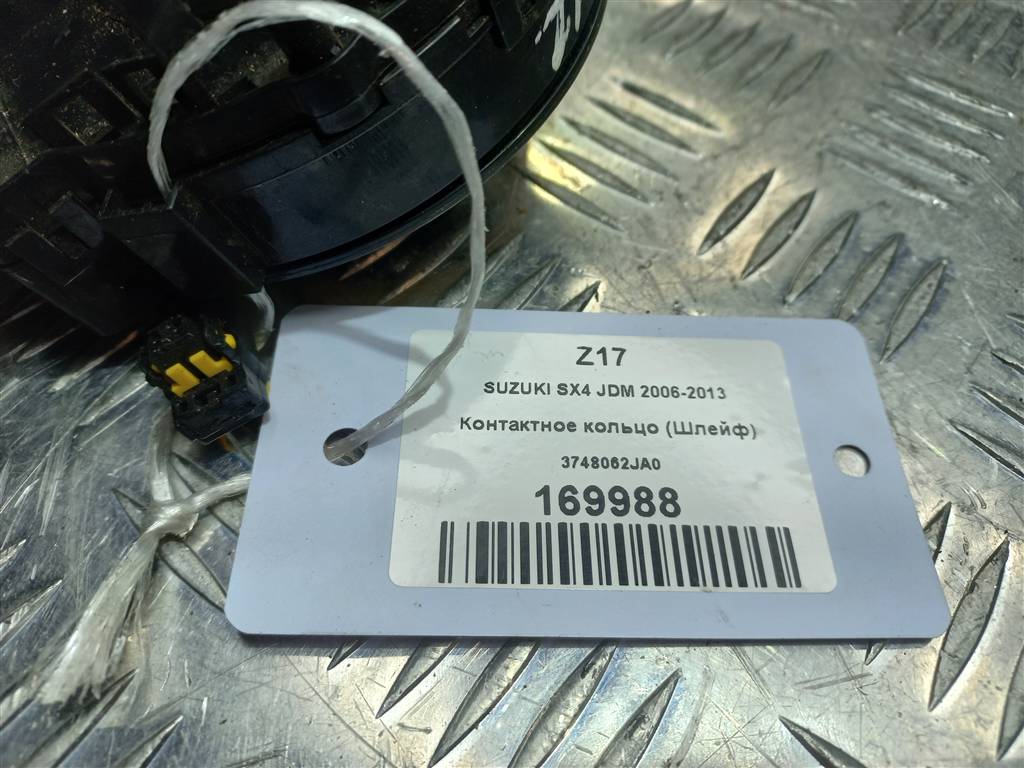 Z17
SUZUKI SX4 JDM 2006-2013
Контактное кольцо (Шлейф)
3748062JA0
169988